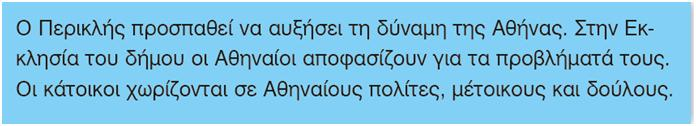 Ο Περικλής προσπαθεί να αυξήσει τη δύναμη της Αθήνας. Στην Εκ-
κλησία του δήμου οι Αθηναίοι αποφασίζουν για τα προβλήματά τους.
Οι κάτοικοι χωρίζονται σε Αθηναίους πολίτες, μέτοικους και δούλους.